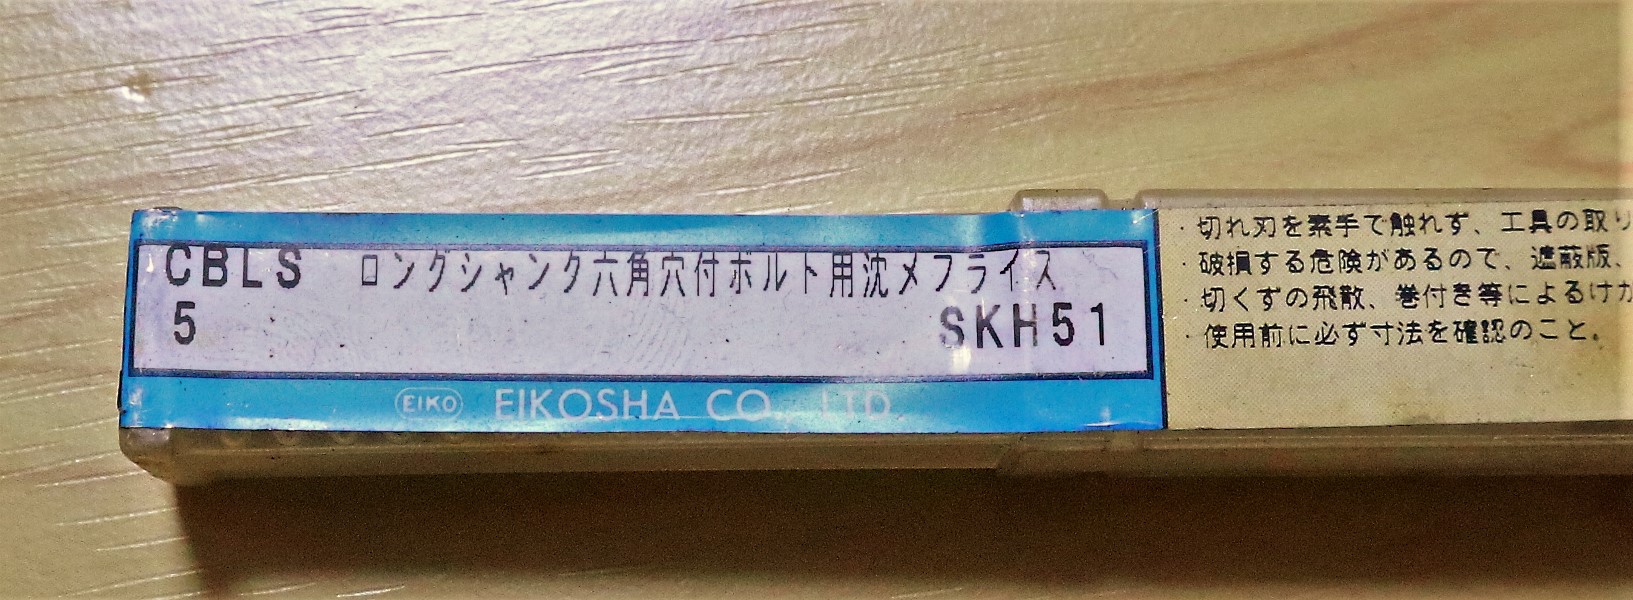 CBLS ロングシャンク六角穴付ボルト用沈メフライス
5 SKH51
EIKO EIKOSHA CO., LTD.
・切れ刃を素手で触れず、工具の取り
・破損する危険があるので、遮蔽版、
・切くずの飛散、巻付き等によるけが
・使用前に必ず寸法を確認のこと。